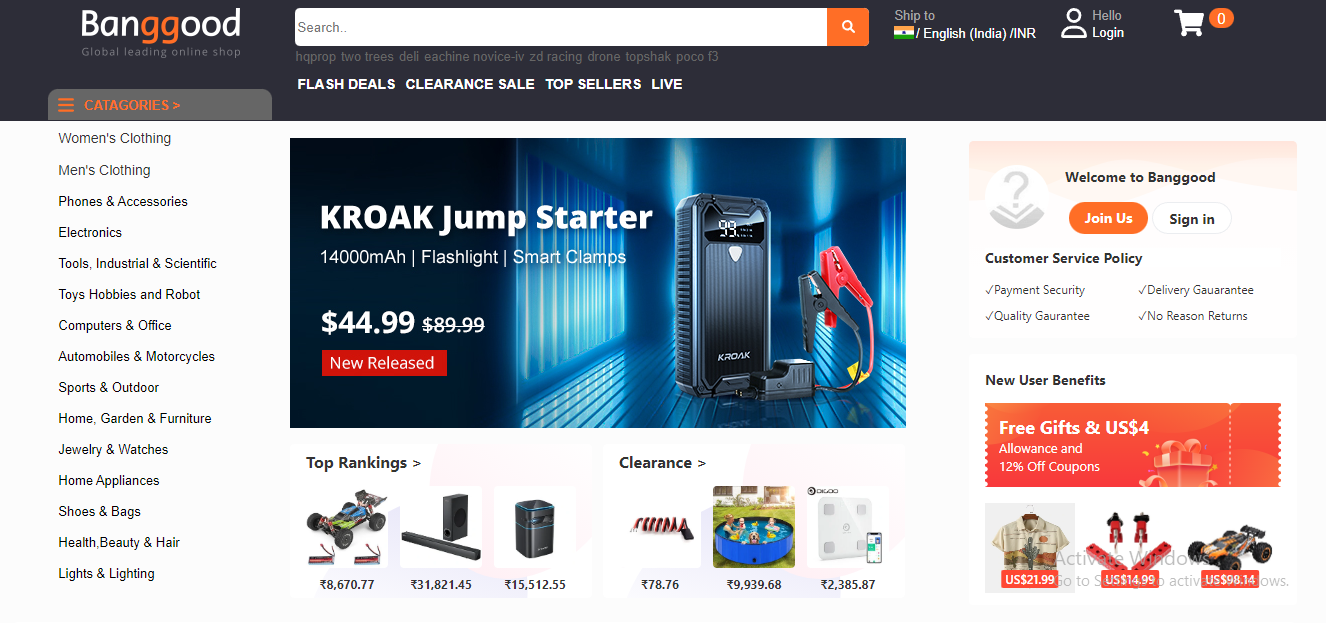 Banggood
Global leading online shop
Search..
hqprop two trees deli eachine novice-iv zd racing drone topshak poco f3
FLASH DEALS CLEARANCE SALE TOP SELLERS LIVE
Ship to
/ English (India) /INR
Hello
Login
0
CATAGORIES >
Women's Clothing
Men's Clothing
Phones & Accessories
Electronics
Tools, Industrial & Scientific
Toys Hobbies and Robot
Computers & Office
Automobiles & Motorcycles
Sports & Outdoor
Home, Garden & Furniture
Jewelry & Watches
Home Appliances
Shoes & Bags
Health,Beauty & Hair
Lights & Lighting
KROAK Jump Starter
14000mAh | Flashlight | Smart Clamps
$44.99 $89.99
New Released
99
KROAK
Top Rankings >
₹8,670.77 ₹31,821.45 ₹15,512.55
Clearance >
DIGOO
₹78.76 ₹9,939.68 ₹2,385.87
?
Welcome to Banggood
Join Us Sign in
Customer Service Policy
✓Payment Security ✓Delivery Gauarantee
✓Quality Gaurantee ✓No Reason Returns
New User Benefits
Free Gifts & US$4
Allowance and
12% Off Coupons
US$21.99 US$14.99 US$98.14
Activate Windows
Go to Settings to activate Windows.